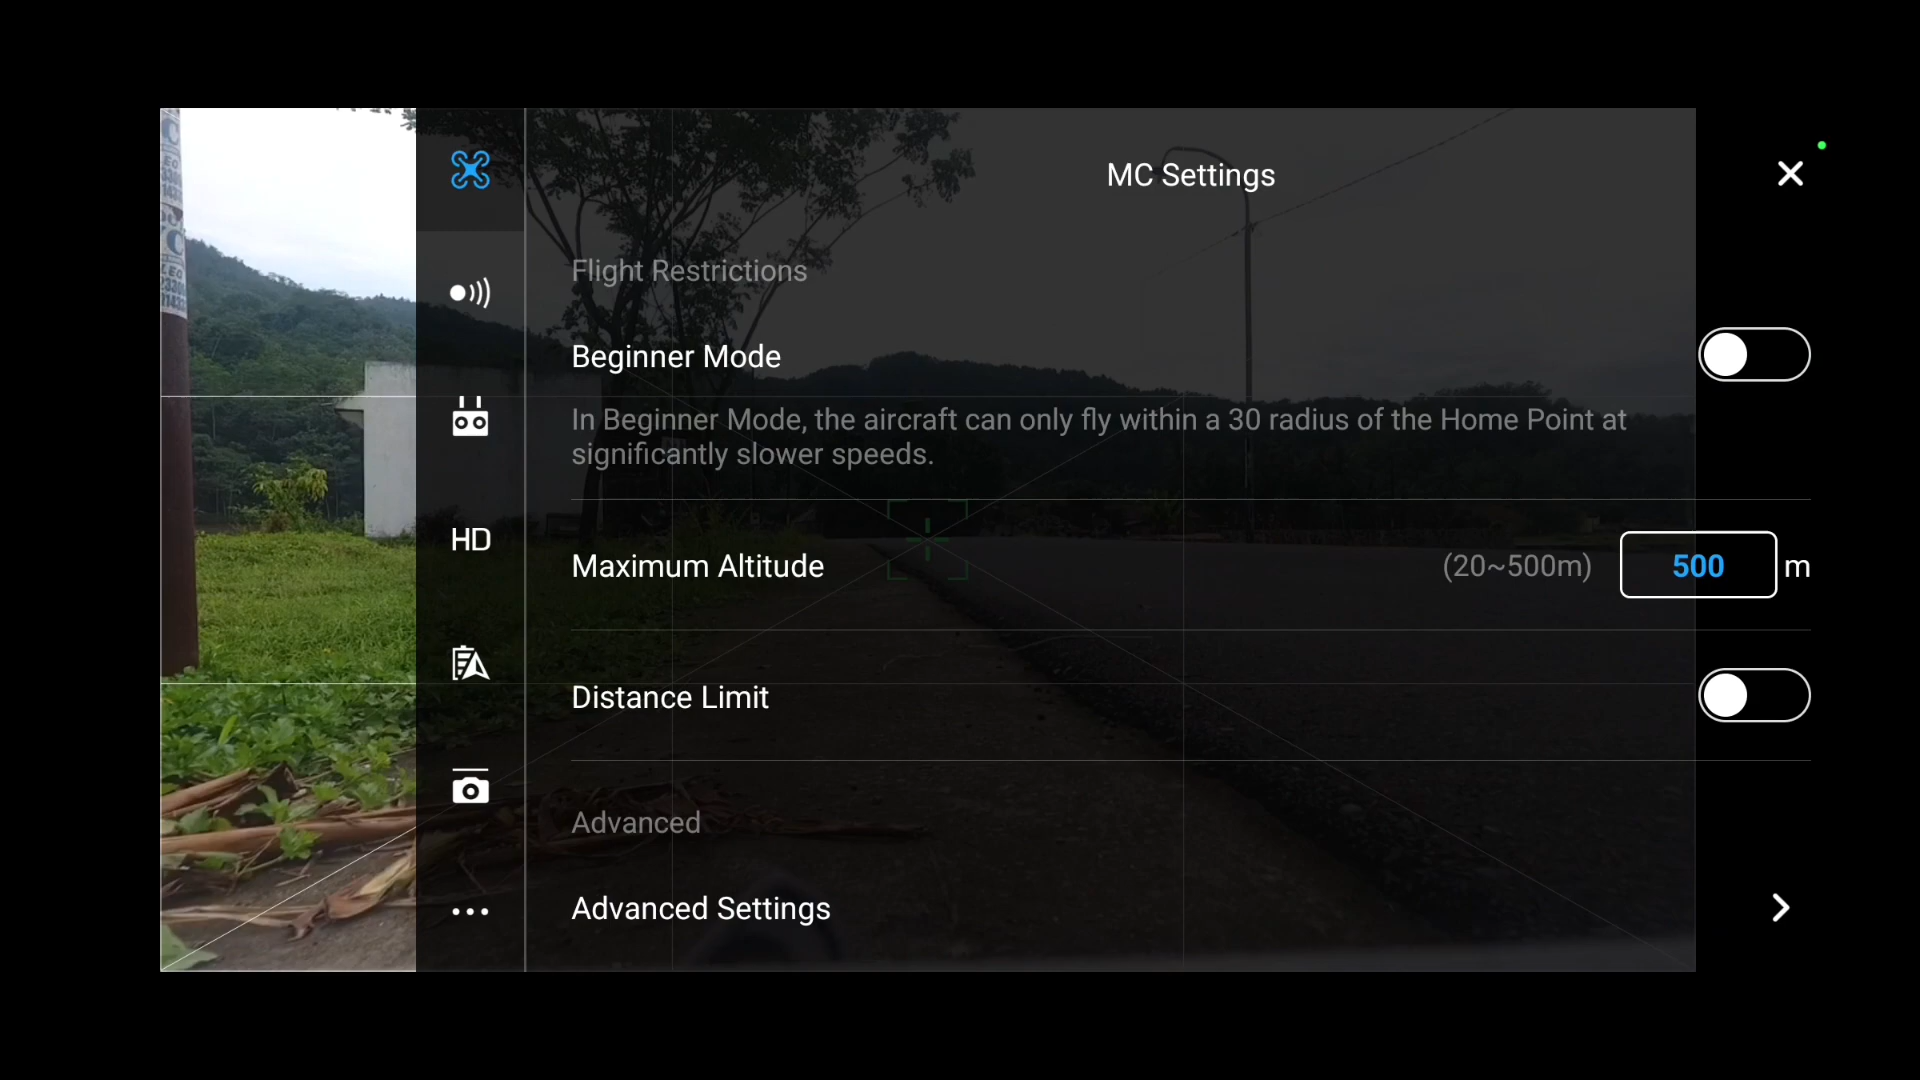 MC Settings
Flight Restrictions
Beginner Mode
In Beginner Mode, the aircraft can only fly within a 30 radius of the Home Point at
significantly slower speeds.
HD
Maximum Altitude (20~500m) 500 m
Distance Limit
Advanced
Advanced Settings